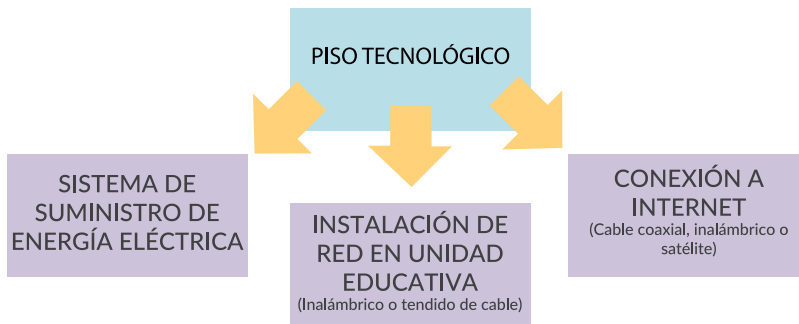 PISO TECNOLÓGICO
SISTEMA DE
SUMINISTRO DE
ENERGÍA ELÉCTRICA
INSTALACIÓN DE
RED EN UNIDAD
EDUCATIVA
(Inalámbrico o tendido de cable)
CONEXIÓN A
INTERNET
(Cable coaxial, inalámbrico o
satélite)